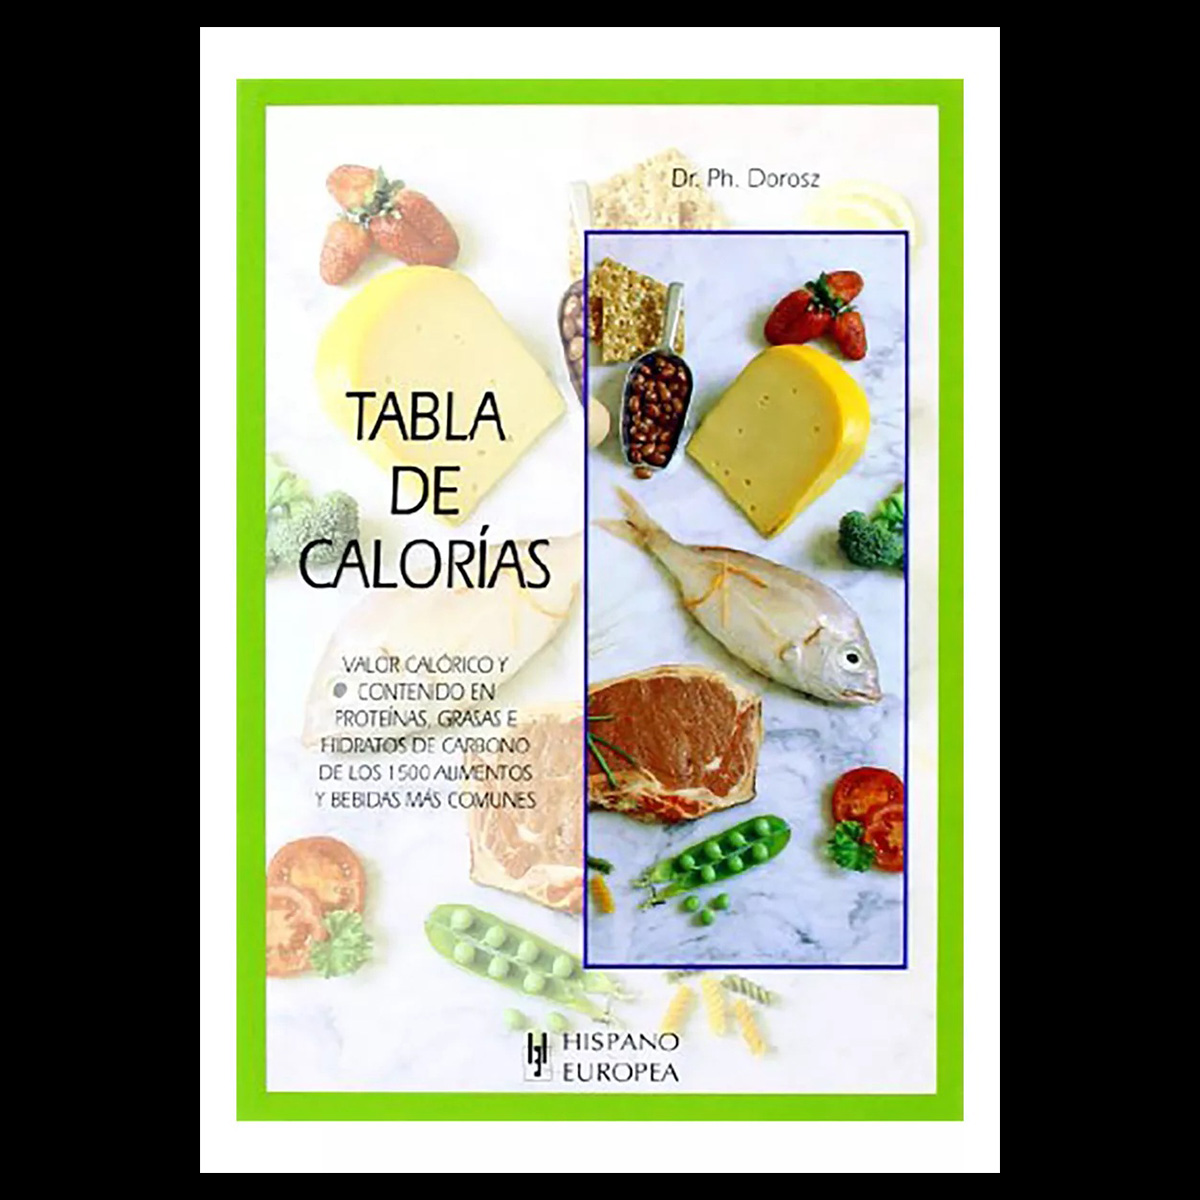 Dr. Ph. Dorosz
TABLA
DE
CALORÍAS
VALOR CALÓRICO Y
CONTENDO EN
PROTEÍNAS, GRASAS E
HIDRATOS DE CARBONO
DE LOS 1500 ALIMENTOS
Y BEBIDAS MÁS COMUNES
HISPANO
EUROPEA